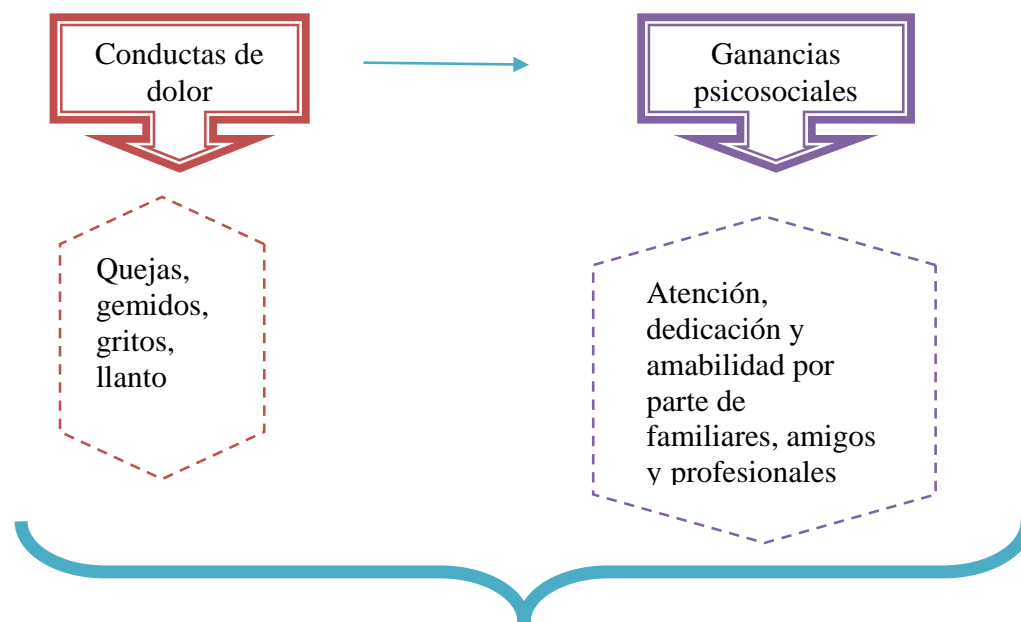 Conductas de
dolor
Ganancias
psicosociales
Quejas,
gemidos,
gritos,
llanto
Atención,
dedicación y
amabilidad por
parte de
familiares, amigos
y profesionales